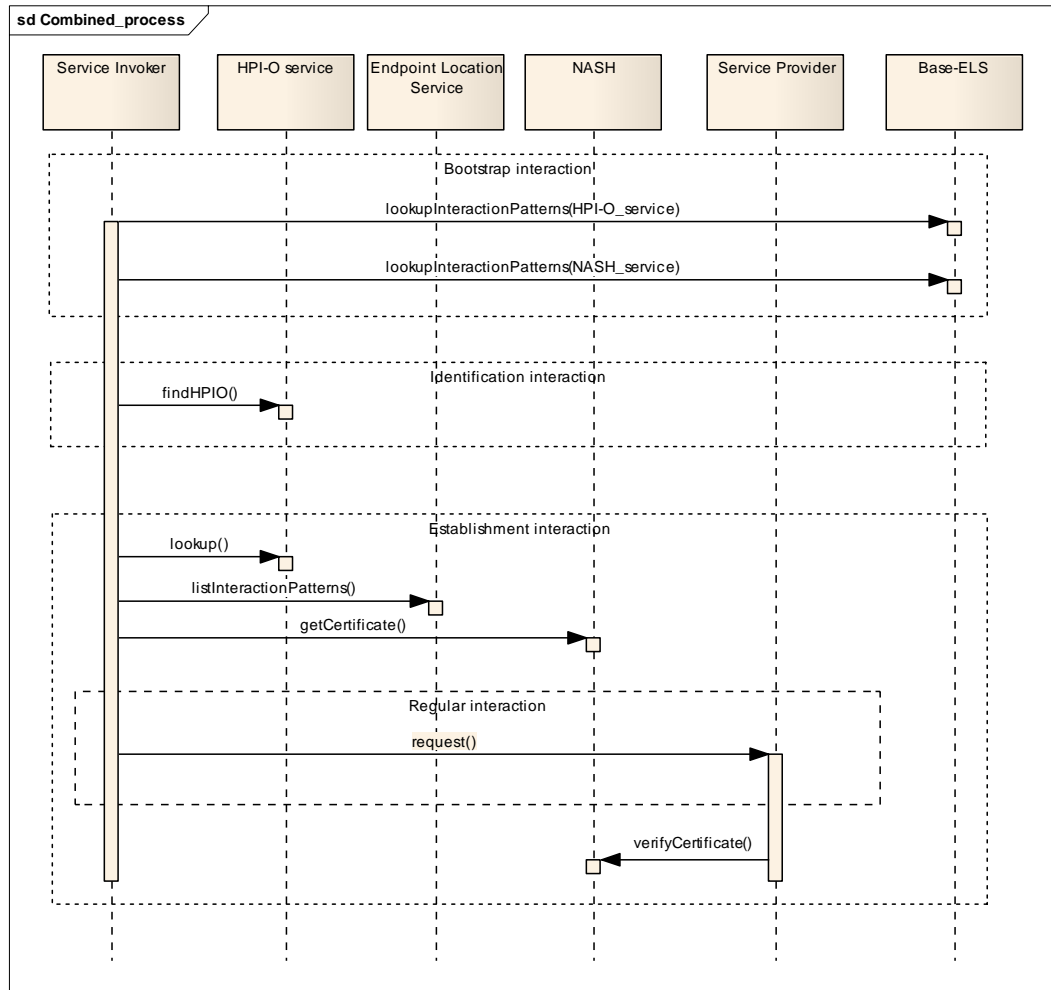 sd Combined_process
Service Invoker
HPI-O service
Endpoint Location
Service
NASH
Service Provider
Base-ELS
Bootstrap interaction
lookupInteractionPatterns(HPI-O_service)
lookupInteractionPatterns(NASH_service)
Identification interaction
findHPIO()
Establishment interaction
lookup()
listInteractionPatterns()
getCertificate()
Regular interaction
request()
verifyCertificate()